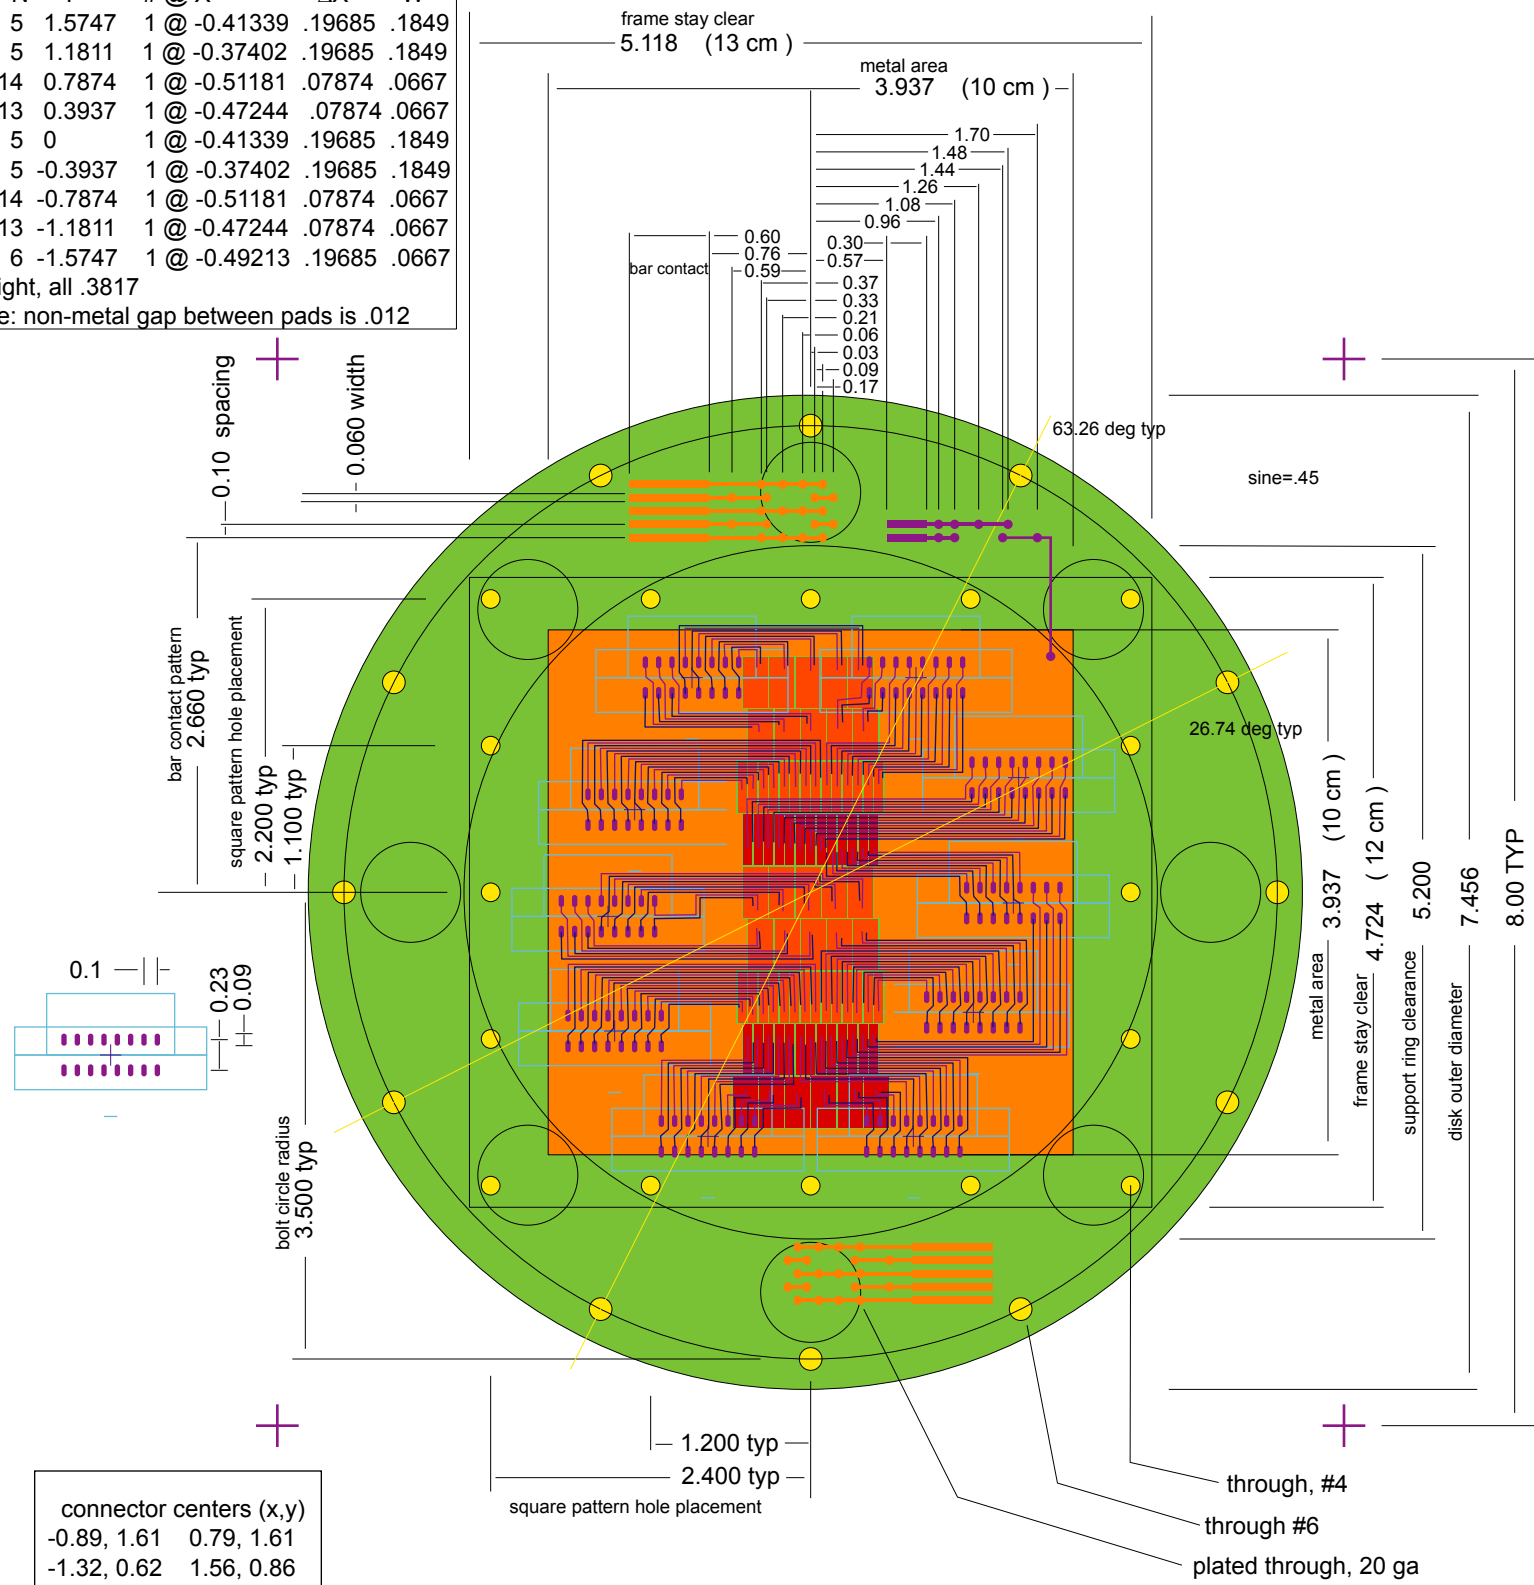 5 1.5747 1 @ -0.41339 .19685 .1849
5 1.1811 1 @ -0.37402 .19685 .1849
14 0.7874 1 @ -0.51181 .07874 .0667
13 0.3937 1 @ -0.47244 .07874 .0667
5 0 1 @ -0.41339 .19685 .1849
5 -0.3937 1 @ -0.37402 .19685 .1849
14 -0.7874 1 @ -0.51181 .07874 .0667
13 -1.1811 1 @ -0.47244 .07874 .0667
6 -1.5747 1 @ -0.49213 .19685 .0667
ight, all .3817
e: non-metal gap between pads is .012
frame stay clear
5.118 (13 cm )
metal area
3.937 (10 cm )
1.70
1.48
1.44
1.26
1.08
0.96
0.60
0.30
0.76
0.57
bar contact
0.59
0.37
0.33
0.21
0.06
0.03
0.09
0.17
0.10 spacing
0.060 width
63.26 deg typ
sine=.45
26.74 deg typ
bar contact pattern
2.660 typ
square pattern hole placement
2.200 typ
1.100 typ
metal area
3.937 (10 cm )
frame stay clear
4.724 ( 12 cm )
support ring clearance
5.200
disk outer diameter
7.456
8.00 TYP
0.1
0.23
0.09
bolt circle radius
3.500 typ
1.200 typ
2.400 typ
square pattern hole placement
through, #4
through #6
plated through, 20 ga
connector centers (x,y)
-0.89, 1.61 0.79, 1.61
-1.32, 0.62 1.56, 0.86